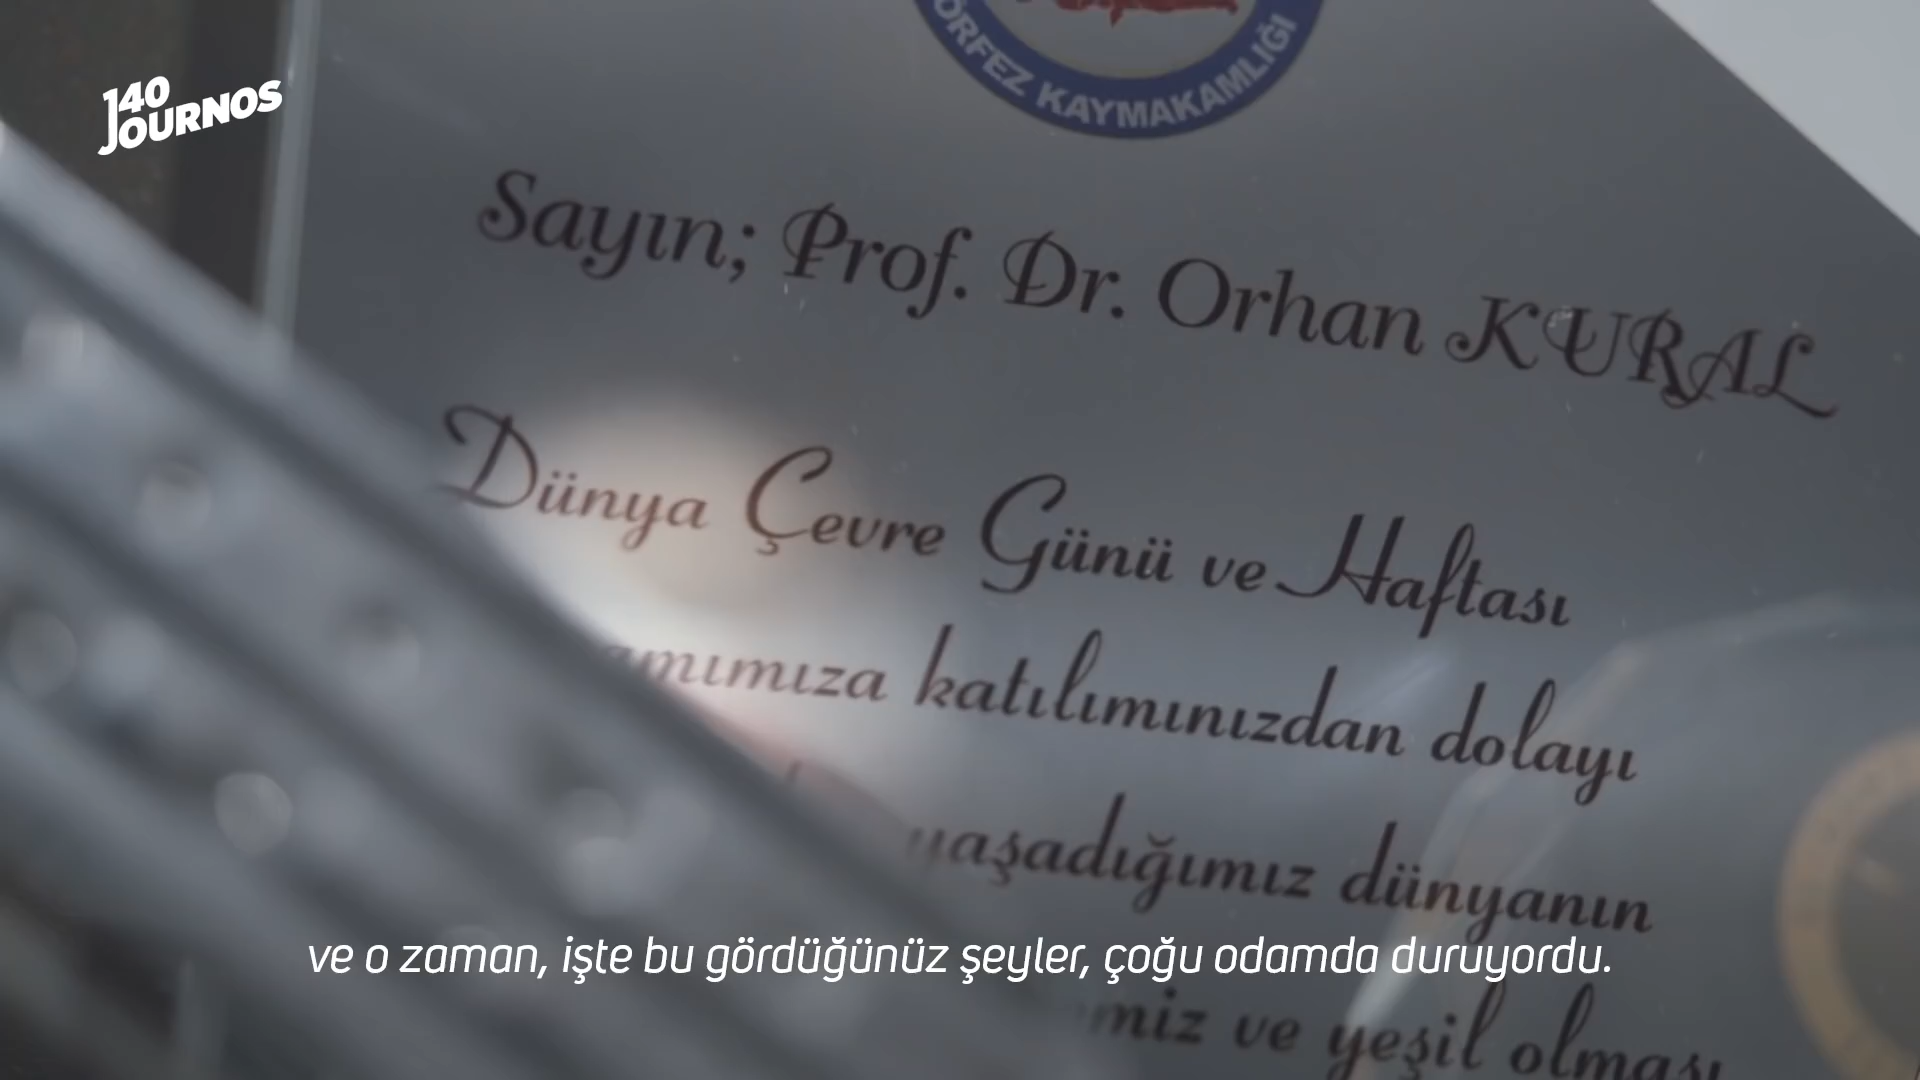 140
JOURNOS
KAYMAKAMLIĞI
Sayın; Prof. Dr. Orhan KURAL
Dünya Çevre Günü ve Haftası
katılımınızdan dolayı
yaşadığımız dünyanın
ve o zaman, işte bu gördüğünüz şeyler, çoğu odamda duruyordu.
ve yeşil olması